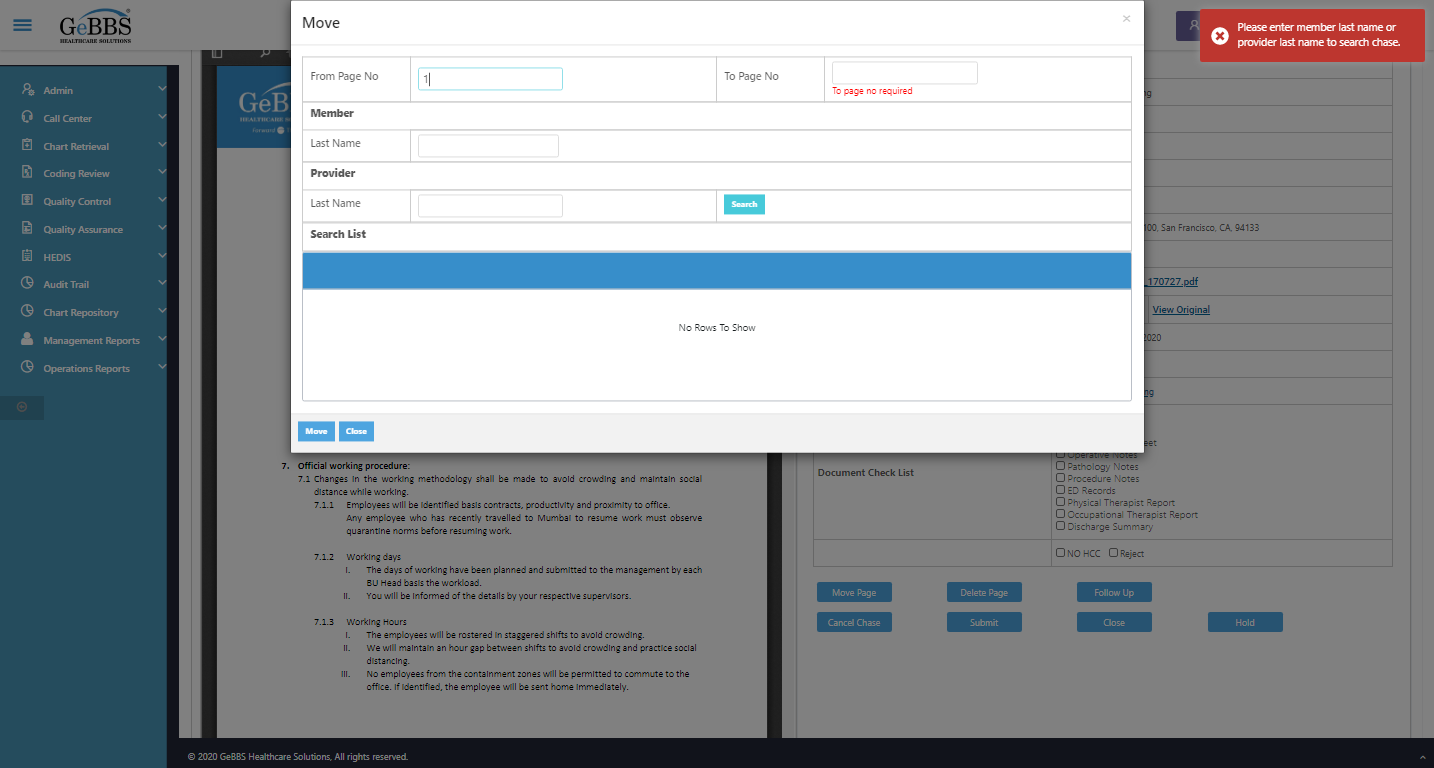 GeBBS
HEALTHCARE SOLUTIONS
Admin
Call Center
Chart Retrieval
Coding Review
Quality Control
Quality Assurance
HEDIS
Audit Trail
Chart Repository
Management Reports
Operations Reports
Move
×
Please enter member last name or
provider last name to search chase.
From Page No
1
To Page No
To page no required
Member
Last Name
Provider
Last Name
Search
Search List
No Rows To Show
Move
Close
GeB
100, San Francisco, CA, 94133
_170727.pdf
View Original
7. Official working procedure:
7.1 Changes in the working methodology shall be made to avoid crowding and maintain social
distance while working.
7.1.1 Employees will be identified basis contracts, productivity and proximity to office.
Any employee who has recently travelled to Mumbai to resume work must observe
quarantine norms before resuming work.
7.1.2 Working days
I. The days of working have been planned and submitted to the management by each
BU Head basis the workload.
II. You will be informed of the details by your respective supervisors.
7.1.3 Working Hours
I. The employees will be rostered in staggered shifts to avoid crowding.
II. We will maintain an hour gap between shifts to avoid crowding and practice social
distancing.
III. No employees from the containment zones will be permitted to commute to the
office. If identified, the employee will be sent home immediately.
Document Check List
Operative Notes
Pathology Notes
Procedure Notes
ED Records
Physical Therapist Report
Occupational Therapist Report
Discharge Summary
NO HCC Reject
Move Page
Delete Page
Follow Up
Cancel Chase
Submit
Close
Hold
© 2020 GeBBS Healthcare Solutions, All rights reserved.